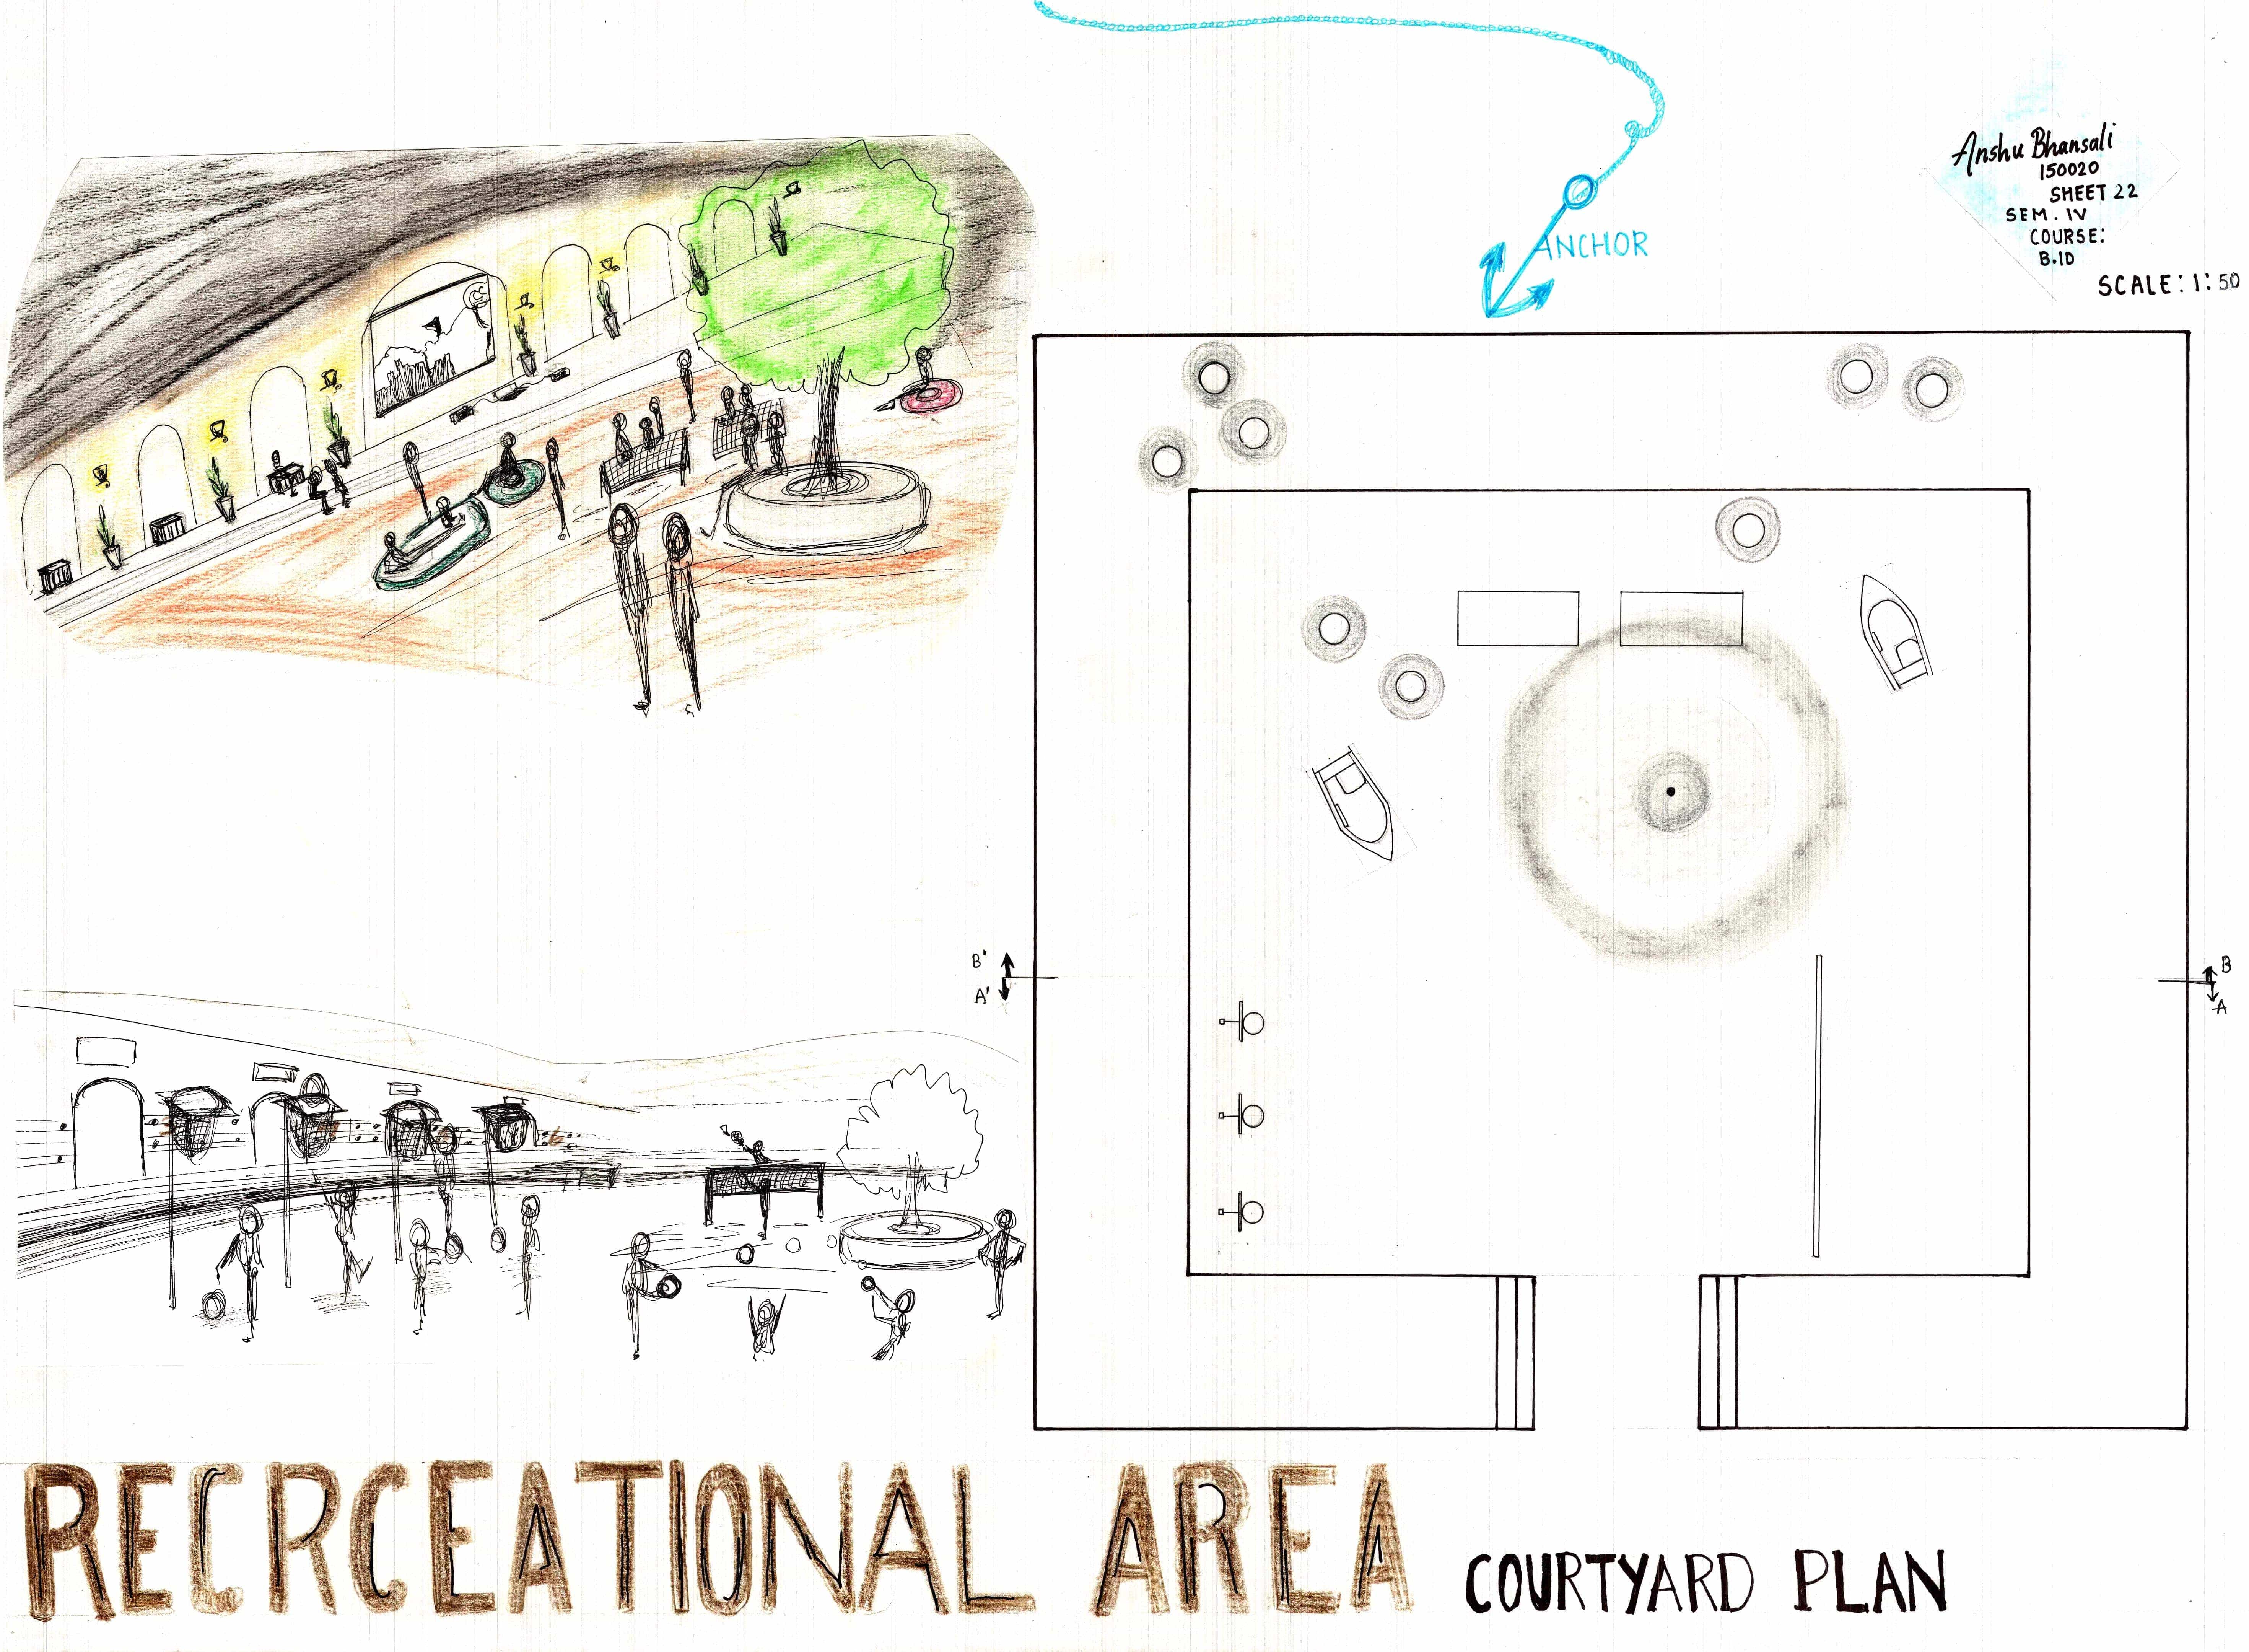 Anshu Bhansali
150020
SHEET 22
SEM. IV
COURSE:
B.ID
SCALE: 1:50
ANCHOR
B'
A'
B
A
RECRCEATIONAL AREA
COURTYARD PLAN